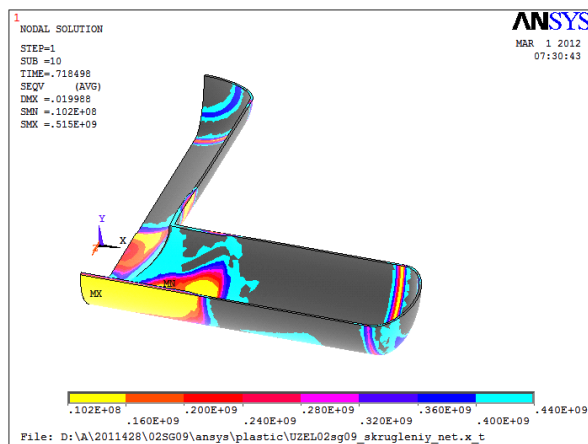 1
NODAL SOLUTION
ANSYS
MAR 1 2012
07:30:43
STEP=1
SUB =10
TIME=.718498
SEQV (AVG)
DMX =.019988
SMN =.102E+08
SMX =.515E+09
Y
X
MN
MX
.102E+08 .200E+09 .280E+09 .360E+09 .440E+09
.160E+09 .240E+09 .320E+09 .400E+09
File: D:\A\2011428\02SG09\ansys\plastic\UZEL02sg09_skrugleniy_net.x_t